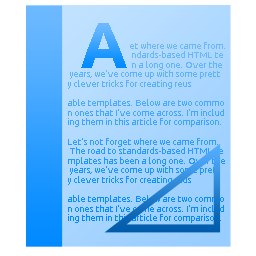 A
et where we came from.
ndards-based HTML te
n a long one. Over the
years, we've come up with some prett
y clever tricks for creating reus
able templates. Below are two commo
n ones that I've come across. I'm includ
ing them in this article for comparison.
Let's not forget where we came from.
The road to standards-based HTML te
mplates has been a long one. Over the
years, we've come up with some prett
y clever tricks for creating reus
able templates. Below are two commo
n ones that I've come across. I'm includ
ing them in this article for comparison.